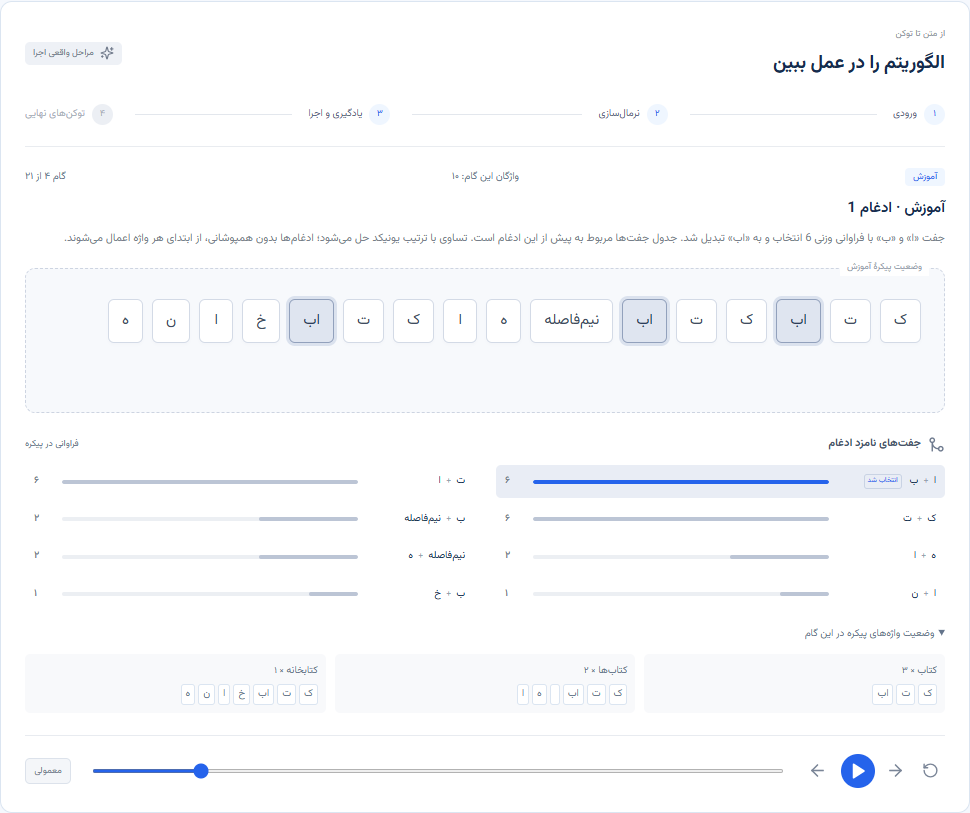 از متن تا توکن
الگوریتم را در عمل ببین
مراحل واقعی اجرا
۱ ورودی
۲ نرمال‌سازی
۳ یادگیری و اجرا
۴ توکن‌های نهایی
آموزش
واژگان این گام: ۱۰
گام ۴ از ۲۱
آموزش · ادغام 1
جفت «ا» و «ب» با فراوانی وزنی 6 انتخاب و به «اب» تبدیل شد. جدول جفت‌ها مربوط به پیش از این ادغام است. تساوی با ترتیب یونیکد حل می‌شود؛ ادغام‌ها بدون همپوشانی، از ابتدای هر واژه اعمال می‌شوند.
وضعیت پیکرهٔ آموزش
ک ت اب ک ت اب نیم‌فاصله ه ا ک ت اب خ ا ن ه
جفت‌های نامزد ادغام
فراوانی در پیکره
ا + ب انتخاب شد ۶
ت + ا ۶
ک + ت ۶
ب + نیم‌فاصله ۲
ه + ا ۲
نیم‌فاصله + ه ۲
ا + ن ۱
ب + خ ۱
▼ وضعیت واژه‌های پیکره در این گام
کتاب × ۳
ک ت اب
کتاب‌ها × ۲
ک ت اب ه ا
کتابخانه × ۱
ک ت اب خ ا ن ه
معمولی